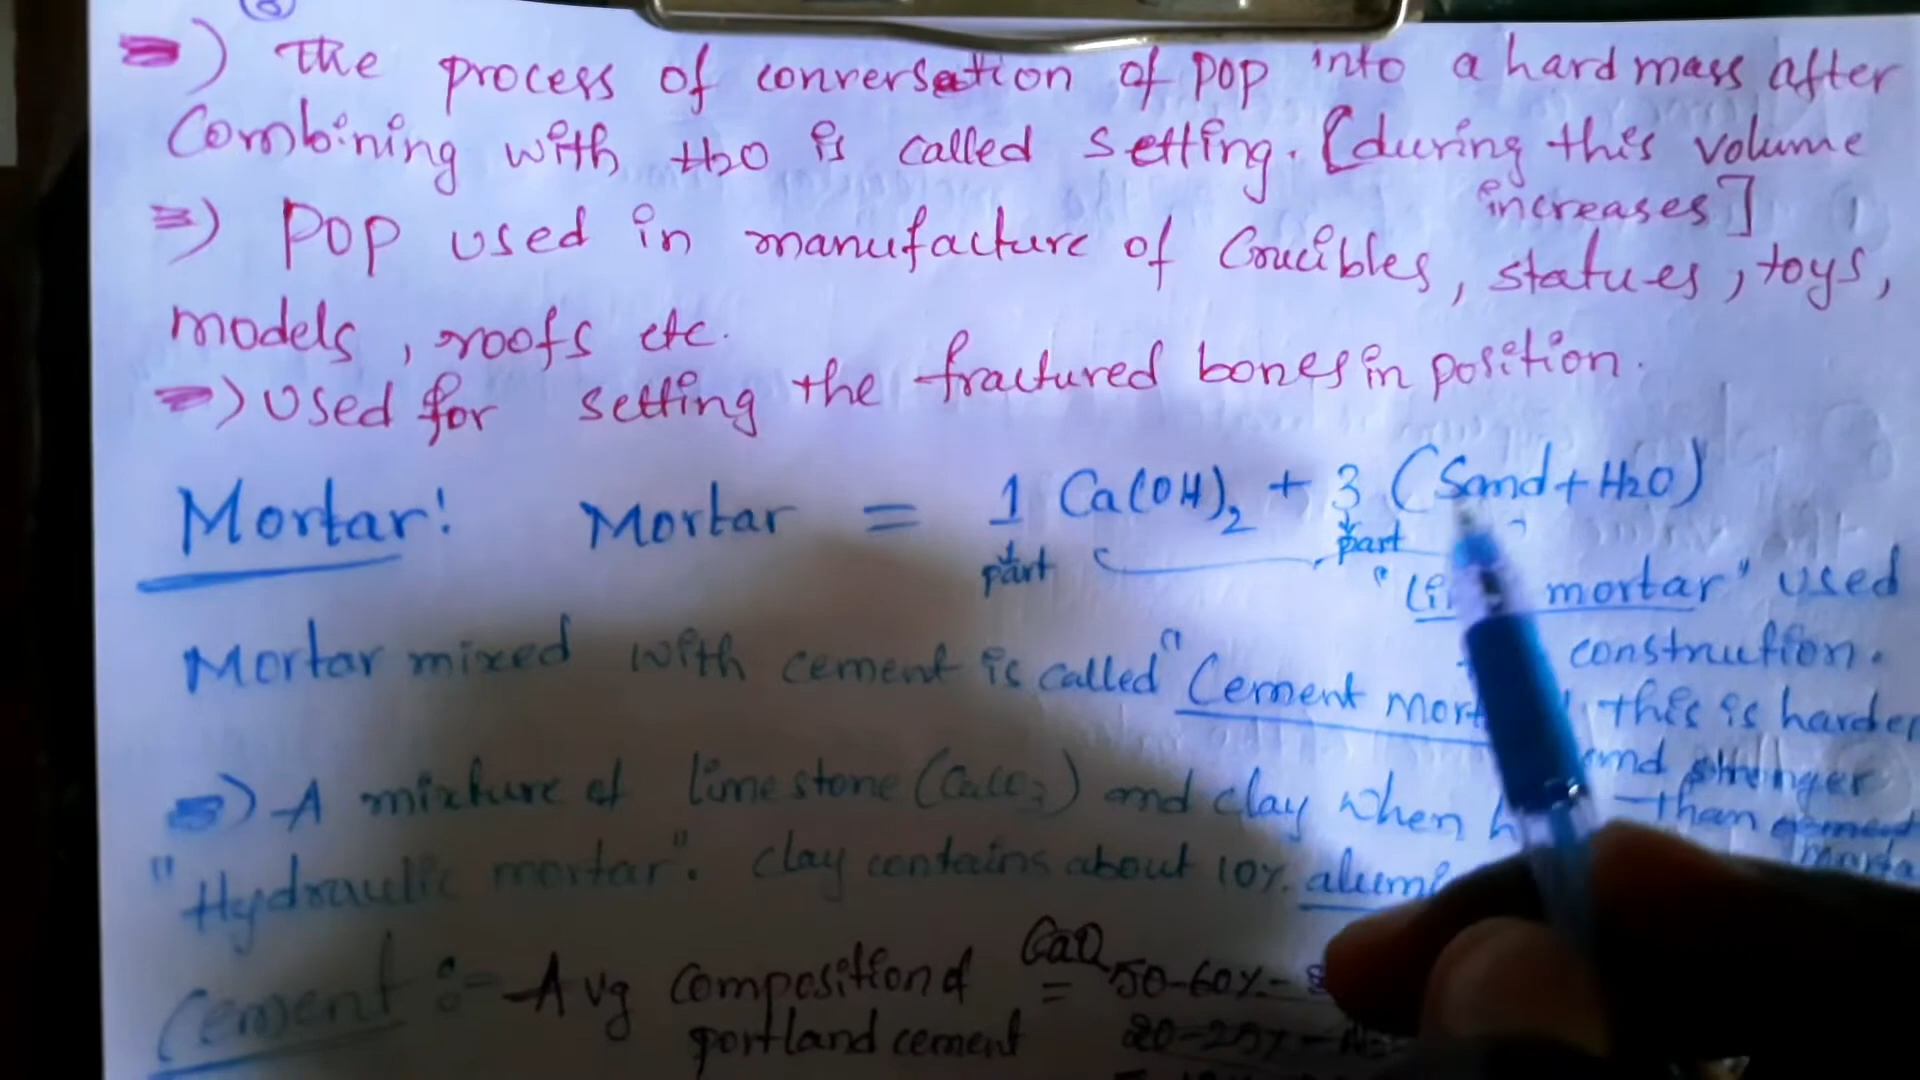 ⑧
⇒) The process of conversation of POP into a hard mass after
Combining with H2O is called setting. [during this volume
increases]
⇒) POP used in manufacture of Crucibles, statues, toys,
models, roofs etc.
⇒) Used for setting the fractured bones in position.
Mortar: Mortar = 1 Ca(OH)2 + 3 (Sand + H2O)
part part
mortar" used
construction.
Mortar mixed with cement is called "Cement this is harder
and stronger
⇒) A mixture of limestone (CaCO3) and clay when than cement
"Hydraulic mortar". Clay contains about 10%
Cement :- Avg composition of CaO = 50-60% -
portland cement 20-25% -